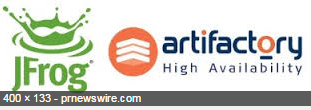 JFrog
artifactory
High Availability
400 × 133 - prnewswire.com